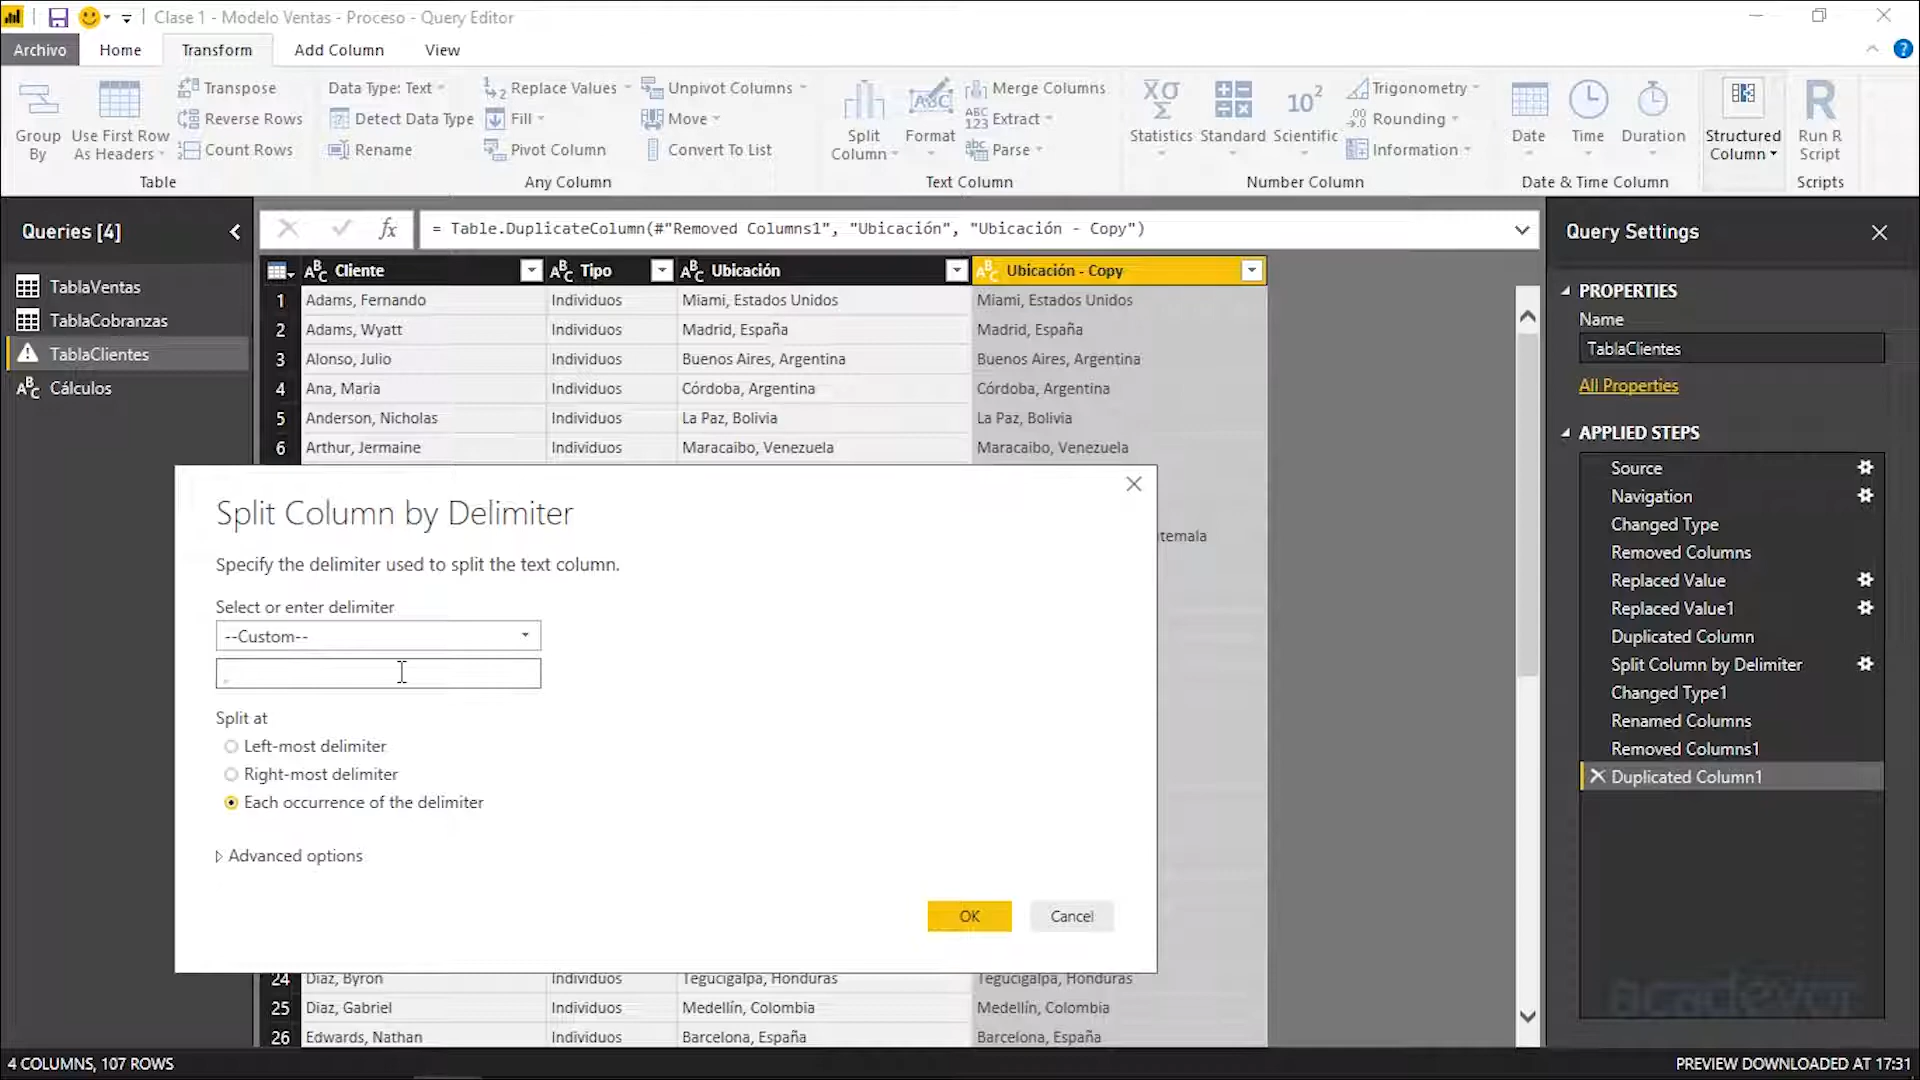 Clase 1 - Modelo Ventas - Proceso - Query Editor
Archivo Home Transform Add Column View
Group By
Use First Row As Headers
Transpose
Reverse Rows
Count Rows
Table
Data Type: Text
Detect Data Type
Rename
Replace Values
Fill
Pivot Column
Unpivot Columns
Move
Convert To List
Any Column
Split Column
Format
Merge Columns
Extract
Parse
Text Column
Statistics
Standard
Scientific
Trigonometry
Rounding
Information
Number Column
Date
Time
Duration
Date & Time Column
Structured Column
Run R Script
Scripts
Queries [4]
TablaVentas
TablaCobranzas
TablaClientes
Cálculos
fx = Table.DuplicateColumn(#"Removed Columns1", "Ubicación", "Ubicación - Copy")
Cliente Tipo Ubicación Ubicación - Copy
1 Adams, Fernando Individuos Miami, Estados Unidos Miami, Estados Unidos
2 Adams, Wyatt Individuos Madrid, España Madrid, España
3 Alonso, Julio Individuos Buenos Aires, Argentina Buenos Aires, Argentina
4 Ana, Maria Individuos Córdoba, Argentina Córdoba, Argentina
5 Anderson, Nicholas Individuos La Paz, Bolivia La Paz, Bolivia
6 Arthur, Jermaine Individuos Maracaibo, Venezuela Maracaibo, Venezuela
temala
Split Column by Delimiter
Specify the delimiter used to split the text column.
Select or enter delimiter
--Custom--
Split at
Left-most delimiter
Right-most delimiter
Each occurrence of the delimiter
Advanced options
OK Cancel
24 Diaz, Byron Individuos Tegucigalpa, Honduras Tegucigalpa, Honduras
25 Diaz, Gabriel Individuos Medellín, Colombia Medellín, Colombia
26 Edwards, Nathan Individuos Barcelona, España Barcelona, España
Query Settings
PROPERTIES
Name
TablaClientes
All Properties
APPLIED STEPS
Source
Navigation
Changed Type
Removed Columns
Replaced Value
Replaced Value1
Duplicated Column
Split Column by Delimiter
Changed Type1
Renamed Columns
Removed Columns1
Duplicated Column1
4 COLUMNS, 107 ROWS
PREVIEW DOWNLOADED AT 17:31